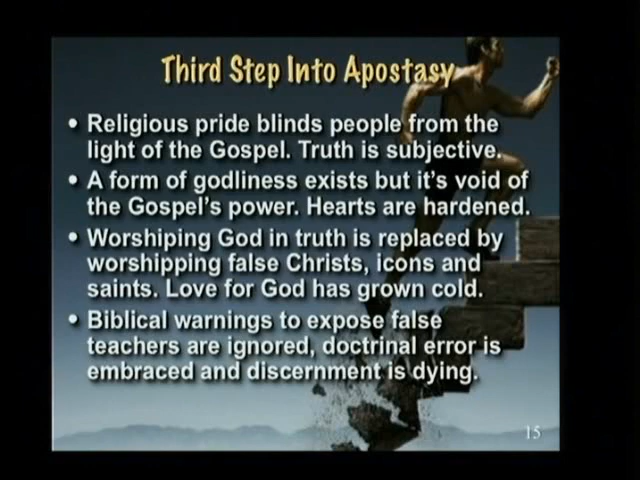 Third Step Into Apostasy
• Religious pride blinds people from the
light of the Gospel. Truth is subjective.
• A form of godliness exists but it's void of
the Gospel's power. Hearts are hardened.
• Worshiping God in truth is replaced by
worshipping false Christs, icons and
saints. Love for God has grown cold.
• Biblical warnings to expose false
teachers are ignored, doctrinal error is
embraced and discernment is dying.
15